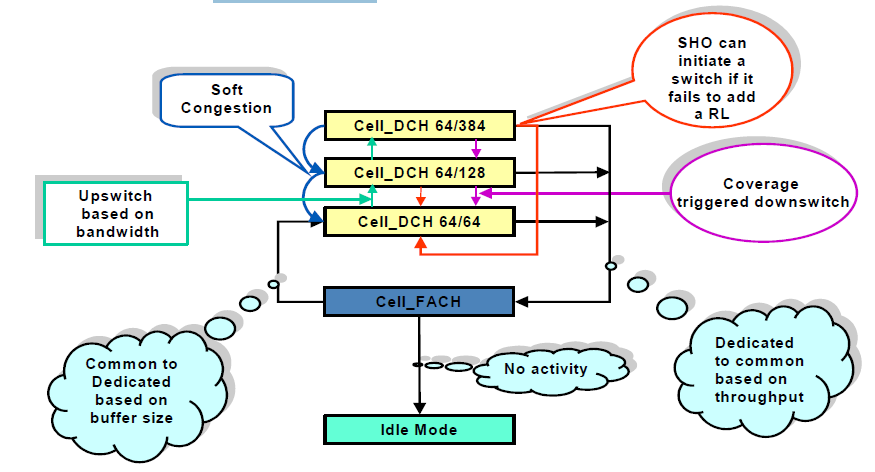 SHO can
initiate a
switch if it
fails to add
a RL
Soft
Congestion
Cell_DCH 64/384
Cell_DCH 64/128
Upswitch
based on
bandwidth
Coverage
triggered downswitch
Cell_DCH 64/64
Cell_FACH
Common to
Dedicated
based on
buffer size
No activity
Dedicated
to common
based on
throughput
Idle Mode